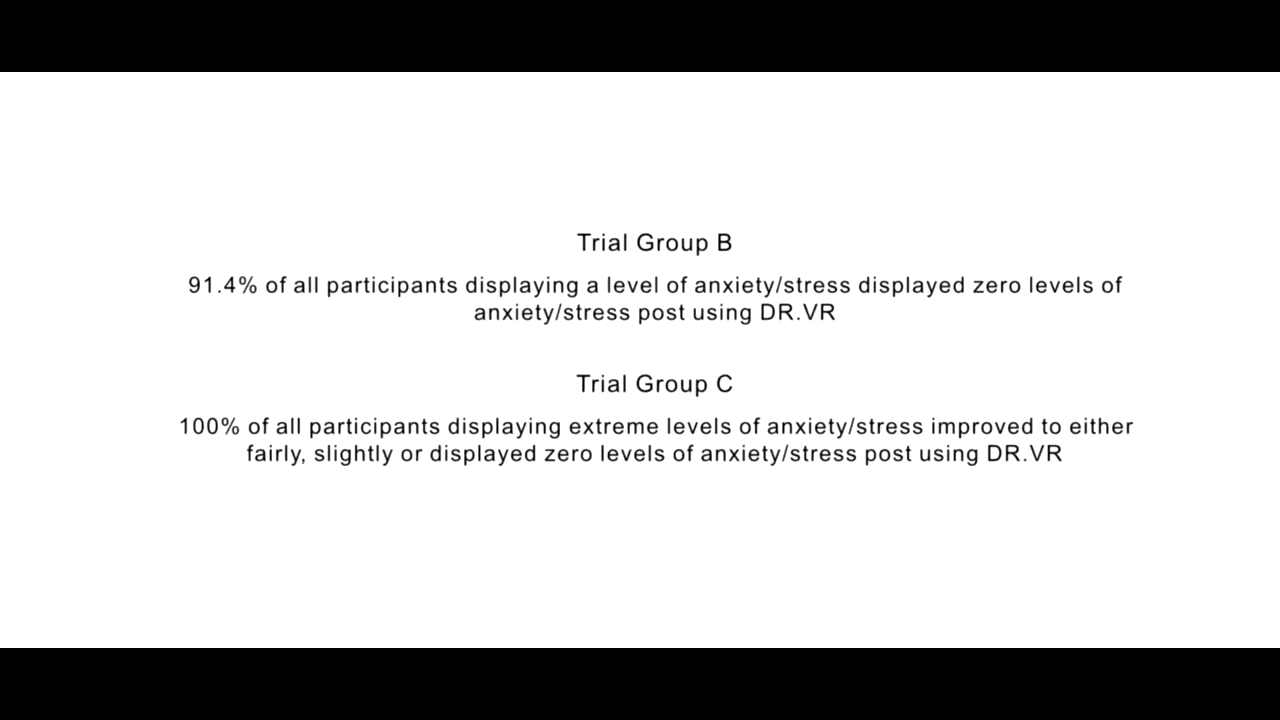 Trial Group B
91.4% of all participants displaying a level of anxiety/stress displayed zero levels of
anxiety/stress post using DR.VR
Trial Group C
100% of all participants displaying extreme levels of anxiety/stress improved to either
fairly, slightly or displayed zero levels of anxiety/stress post using DR.VR